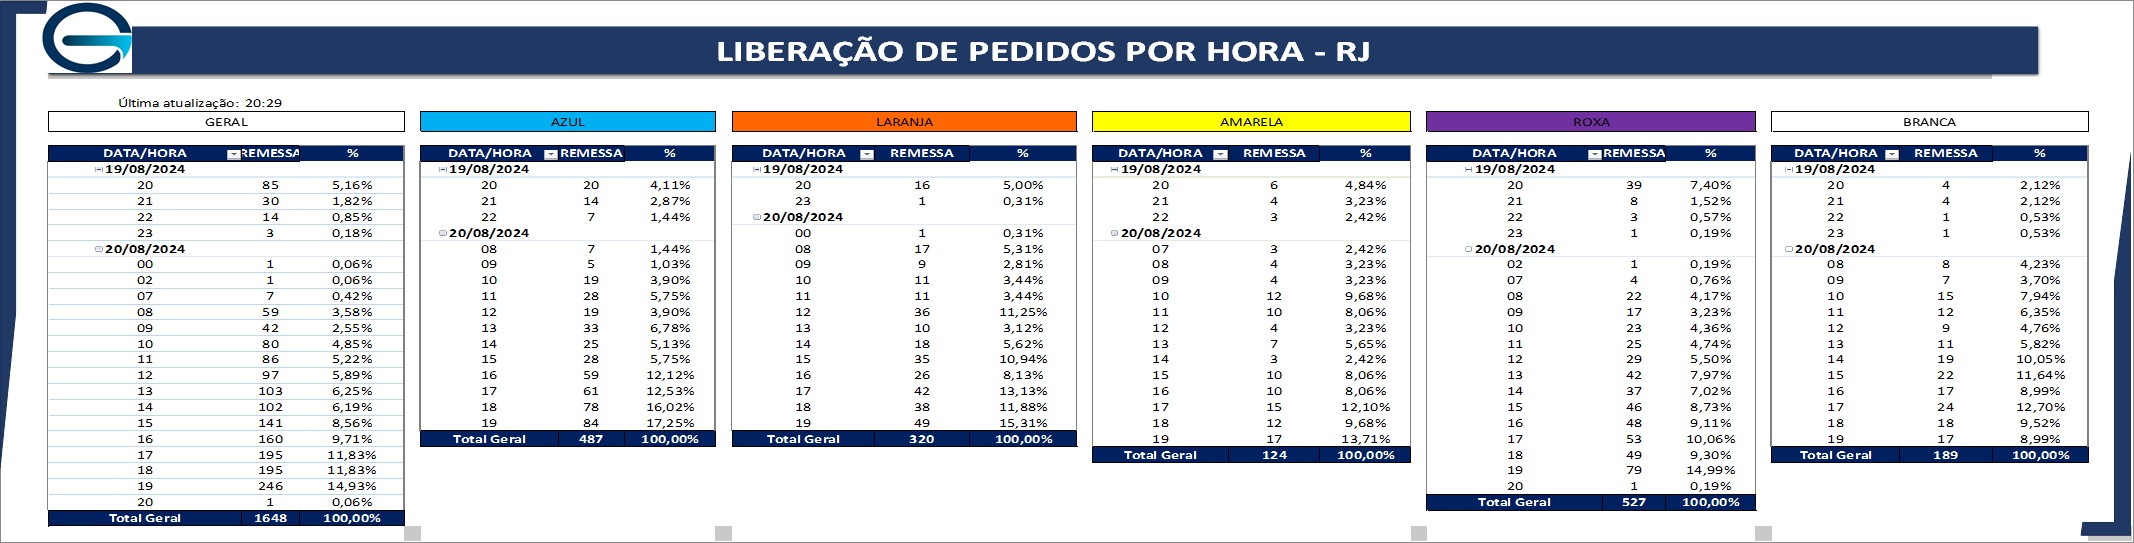 LIBERAÇÃO DE PEDIDOS POR HORA - RJ
Última atualização: 20:29
GERAL
DATA/HORA REMESSA %
19/08/2024
20 85 5,16%
21 30 1,82%
22 14 0,85%
23 3 0,18%
20/08/2024
00 1 0,06%
02 1 0,06%
07 7 0,42%
08 59 3,58%
09 42 2,55%
10 80 4,85%
11 86 5,22%
12 97 5,89%
13 103 6,25%
14 102 6,19%
15 141 8,56%
16 160 9,71%
17 195 11,83%
18 195 11,83%
19 246 14,93%
20 1 0,06%
Total Geral 1648 100,00%
AZUL
DATA/HORA REMESSA %
19/08/2024
20 20 4,11%
21 14 2,87%
22 7 1,44%
20/08/2024
08 7 1,44%
09 5 1,03%
10 19 3,90%
11 28 5,75%
12 19 3,90%
13 33 6,78%
14 25 5,13%
15 28 5,75%
16 59 12,12%
17 61 12,53%
18 78 16,02%
19 84 17,25%
Total Geral 487 100,00%
LARANJA
DATA/HORA REMESSA %
19/08/2024
20 16 5,00%
23 1 0,31%
20/08/2024
00 1 0,31%
08 17 5,31%
09 9 2,81%
10 11 3,44%
11 11 3,44%
12 36 11,25%
13 10 3,12%
14 18 5,62%
15 35 10,94%
16 26 8,13%
17 42 13,13%
18 38 11,88%
19 49 15,31%
Total Geral 320 100,00%
AMARELA
DATA/HORA REMESSA %
19/08/2024
20 6 4,84%
21 4 3,23%
22 3 2,42%
20/08/2024
07 3 2,42%
08 4 3,23%
09 4 3,23%
10 12 9,68%
11 10 8,06%
12 4 3,23%
13 7 5,65%
14 3 2,42%
15 10 8,06%
16 10 8,06%
17 15 12,10%
18 12 9,68%
19 17 13,71%
Total Geral 124 100,00%
ROXA
DATA/HORA REMESSA %
19/08/2024
20 39 7,40%
21 8 1,52%
22 3 0,57%
23 1 0,19%
20/08/2024
02 1 0,19%
07 4 0,76%
08 22 4,17%
09 17 3,23%
10 23 4,36%
11 25 4,74%
12 29 5,50%
13 42 7,97%
14 37 7,02%
15 46 8,73%
16 48 9,11%
17 53 10,06%
18 49 9,30%
19 79 14,99%
20 1 0,19%
Total Geral 527 100,00%
BRANCA
DATA/HORA REMESSA %
19/08/2024
20 4 2,12%
21 4 2,12%
22 1 0,53%
23 1 0,53%
20/08/2024
08 8 4,23%
09 7 3,70%
10 15 7,94%
11 12 6,35%
12 9 4,76%
13 11 5,82%
14 19 10,05%
15 22 11,64%
16 17 8,99%
17 24 12,70%
18 18 9,52%
19 17 8,99%
Total Geral 189 100,00%